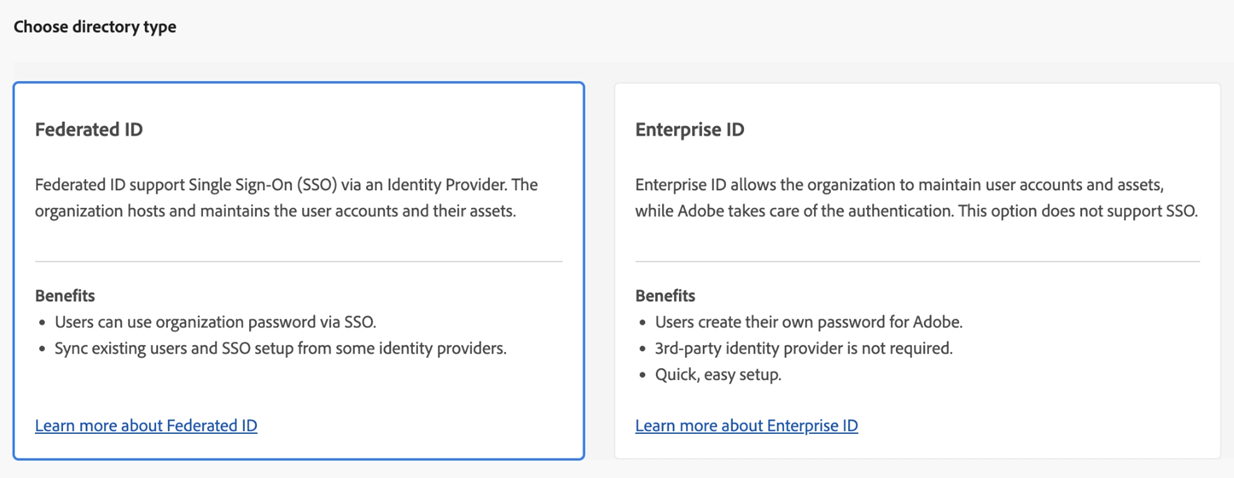 Choose directory type
Federated ID
Federated ID support Single Sign-On (SSO) via an Identity Provider. The
organization hosts and maintains the user accounts and their assets.
Benefits
• Users can use organization password via SSO.
• Sync existing users and SSO setup from some identity providers.
Learn more about Federated ID
Enterprise ID
Enterprise ID allows the organization to maintain user accounts and assets,
while Adobe takes care of the authentication. This option does not support SSO.
Benefits
• Users create their own password for Adobe.
• 3rd-party identity provider is not required.
• Quick, easy setup.
Learn more about Enterprise ID